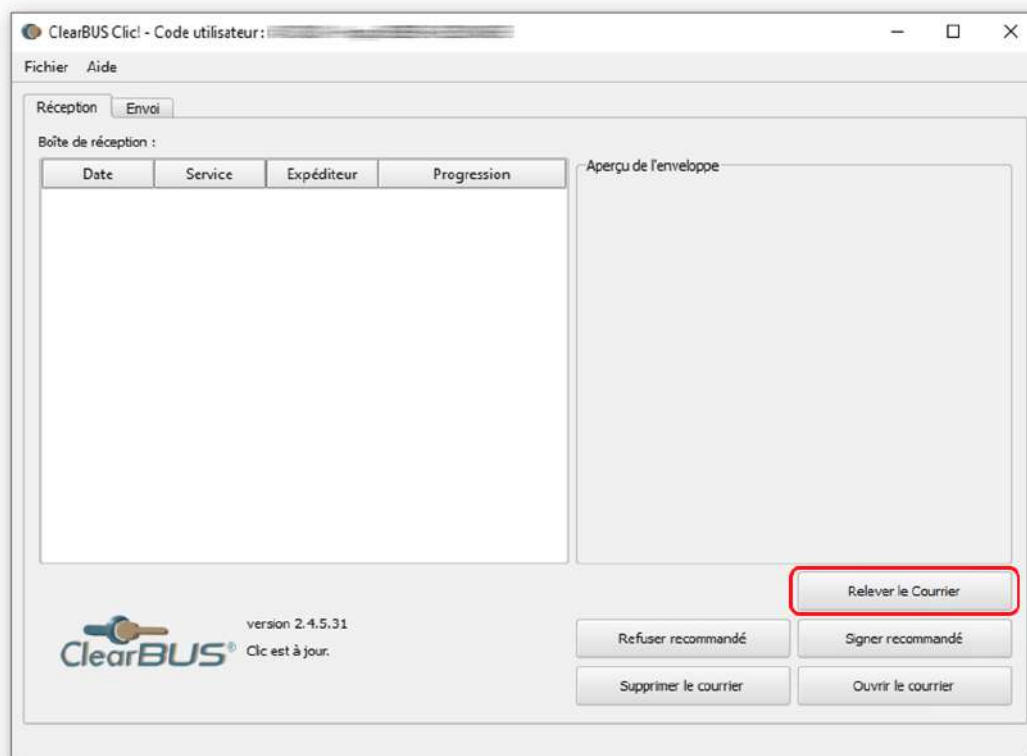 ClearBUS Clic! - Code utilisateur :
Fichier Aide
Réception Envoi
Boîte de réception :
Date Service Expéditeur Progression
Aperçu de l'enveloppe
Relever le Courrier
version 2.4.5.31
Refuser recommandé Signer recommandé
ClearBUS® Clic est à jour.
Supprimer le courrier Ouvrir le courrier